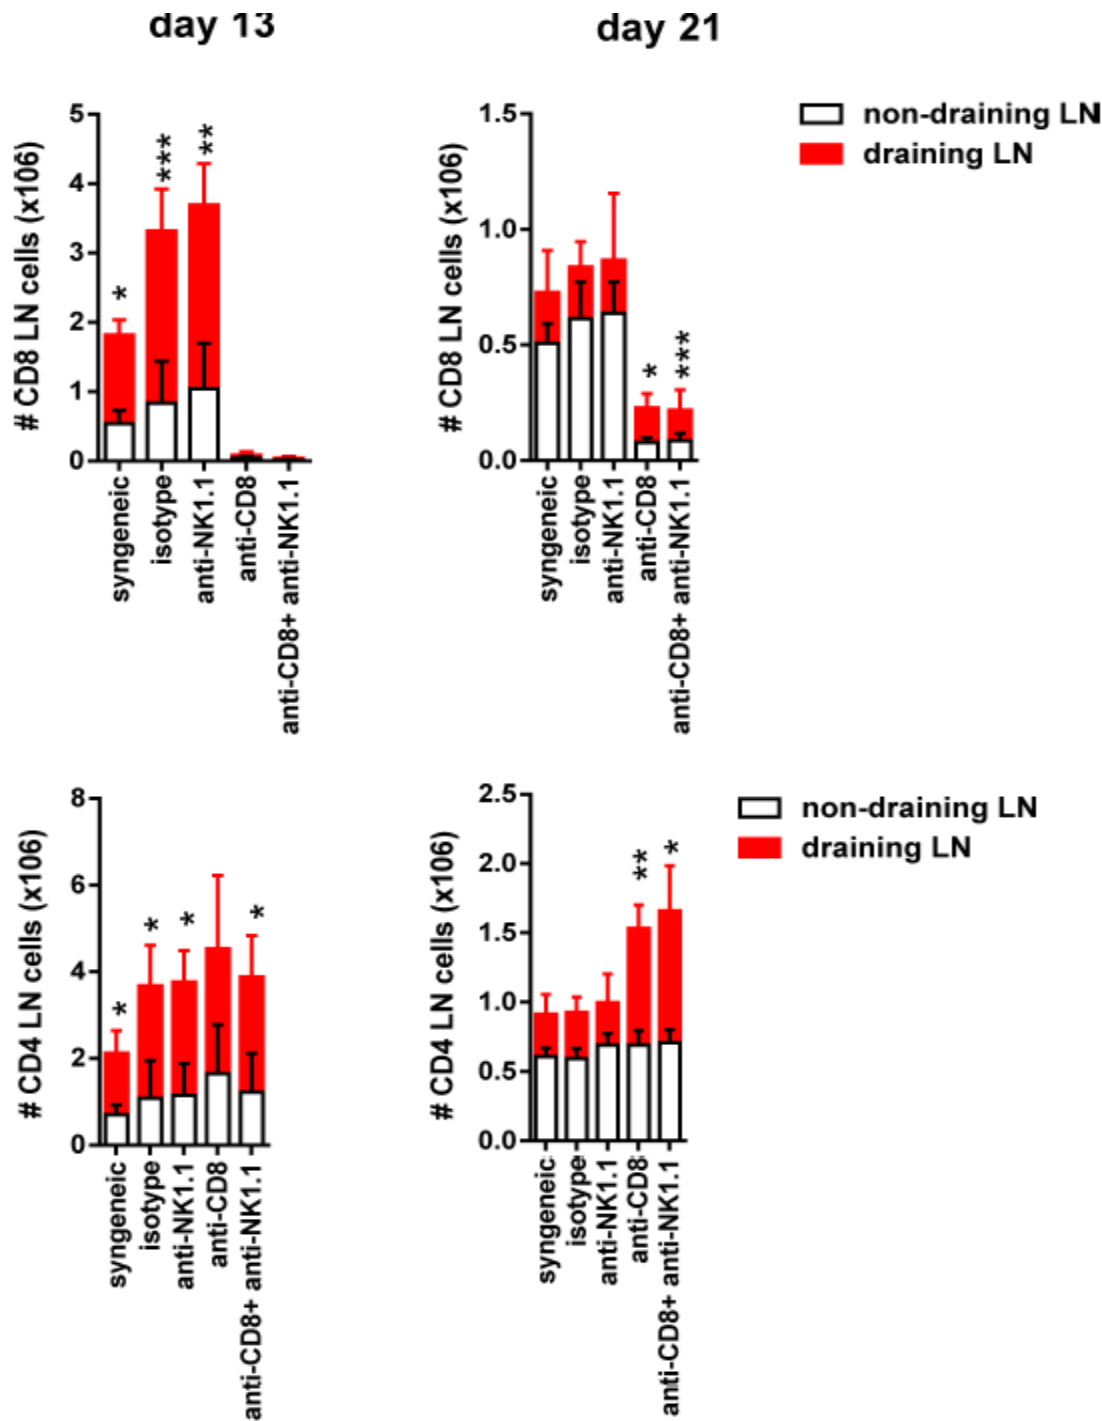 day 13
day 21
# CD8 LN cells (x106)
5
4
3
2
1
0
*
***
**
syngeneic
isotype
anti-NK1.1
anti-CD8
anti-CD8+ anti-NK1.1
# CD8 LN cells (x106)
1.5
1.0
0.5
0.0
*
***
syngeneic
isotype
anti-NK1.1
anti-CD8
anti-CD8+ anti-NK1.1
non-draining LN
draining LN
# CD4 LN cells (x106)
8
6
4
2
0
*
*
*
*
syngeneic
isotype
anti-NK1.1
anti-CD8
anti-CD8+ anti-NK1.1
# CD4 LN cells (x106)
2.5
2.0
1.5
1.0
0.5
0.0
**
*
syngeneic
isotype
anti-NK1.1
anti-CD8
anti-CD8+ anti-NK1.1
non-draining LN
draining LN